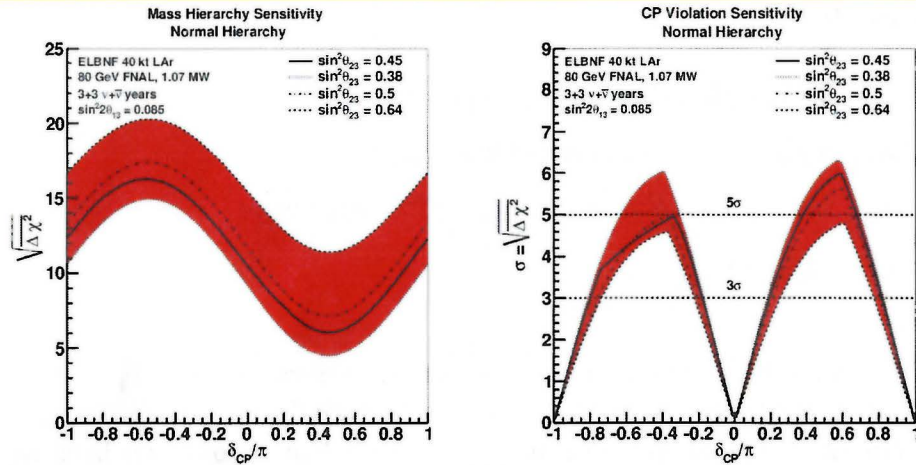 Mass Hierarchy Sensitivity
Normal Hierarchy
25
20
15
10
5
0
√Δχ²
ELBNF 40 kt LAr
80 GeV FNAL, 1.07 MW
3+3 ν+ν̅ years
sin²2θ₁₃ = 0.085
sin²θ₂₃ = 0.45
sin²θ₂₃ = 0.38
sin²θ₂₃ = 0.5
sin²θ₂₃ = 0.64
-1 -0.8 -0.6 -0.4 -0.2 0 0.2 0.4 0.6 0.8 1
δCP/π
CP Violation Sensitivity
Normal Hierarchy
9
8
7
6
5
4
3
2
1
0
σ = √Δχ²
ELBNF 40 kt LAr
80 GeV FNAL, 1.07 MW
3+3 ν+ν̅ years
sin²2θ₁₃ = 0.085
sin²θ₂₃ = 0.45
sin²θ₂₃ = 0.38
sin²θ₂₃ = 0.5
sin²θ₂₃ = 0.64
5σ
3σ
-1 -0.8 -0.6 -0.4 -0.2 0 0.2 0.4 0.6 0.8 1
δCP/π